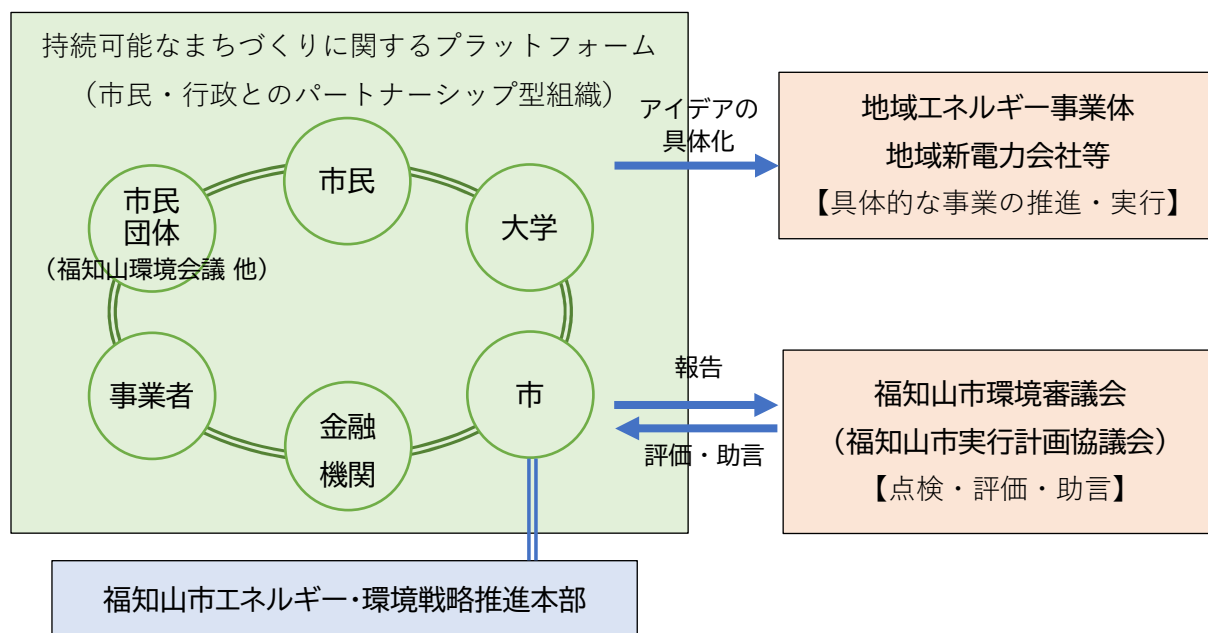 持続可能なまちづくりに関するプラットフォーム
（市民・行政とのパートナーシップ型組織）
市民
市民
団体
（福知山環境会議 他）
大学
事業者
金融
機関
市
アイデアの
具体化
地域エネルギー事業体
地域新電力会社等
【具体的な事業の推進・実行】
報告
評価・助言
福知山市環境審議会
（福知山市実行計画協議会）
【点検・評価・助言】
福知山市エネルギー・環境戦略推進本部